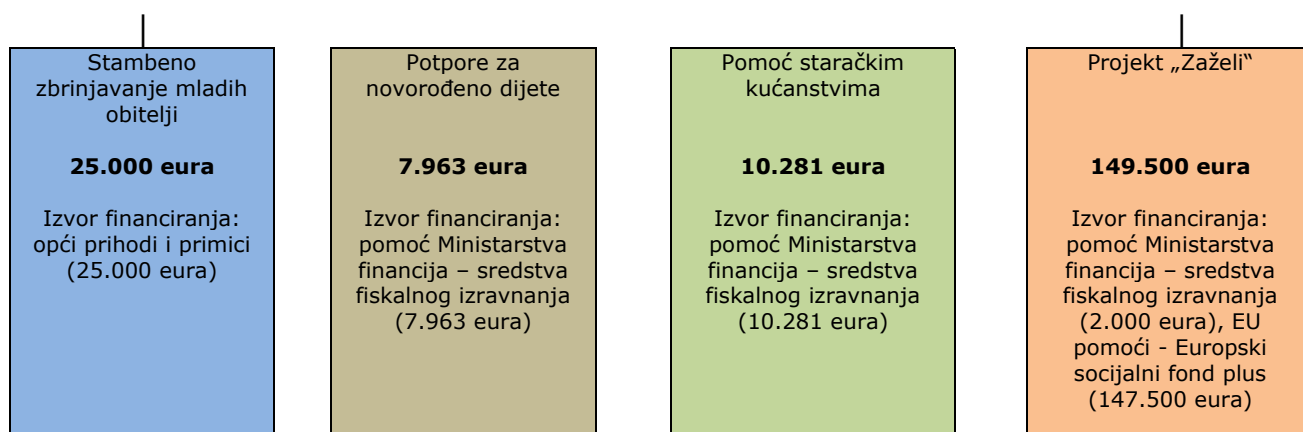 Stambeno
zbrinjavanje mladih
obitelji
25.000 eura
Izvor financiranja:
opći prihodi i primici
(25.000 eura)
Potpore za
novorođeno dijete
7.963 eura
Izvor financiranja:
pomoć Ministarstva
financija – sredstva
fiskalnog izravnanja
(7.963 eura)
Pomoć staračkim
kućanstvima
10.281 eura
Izvor financiranja:
pomoć Ministarstva
financija – sredstva
fiskalnog izravnanja
(10.281 eura)
Projekt „Zaželi“
149.500 eura
Izvor financiranja:
pomoć Ministarstva
financija – sredstva
fiskalnog izravnanja
(2.000 eura), EU
pomoći - Europski
socijalni fond plus
(147.500 eura)